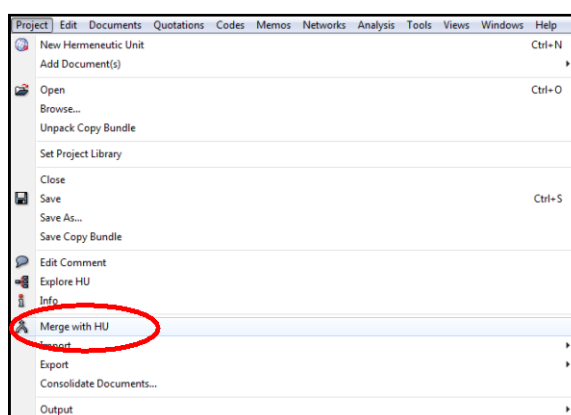 Project Edit Documents Quotations Codes Memos Networks Analysis Tools Views Windows Help
New Hermeneutic Unit Ctrl+N
Add Document(s)
Open Ctrl+O
Browse...
Unpack Copy Bundle
Set Project Library
Close
Save Ctrl+S
Save As...
Save Copy Bundle
Edit Comment
Explore HU
Info
Merge with HU
Import
Export
Consolidate Documents...
Output